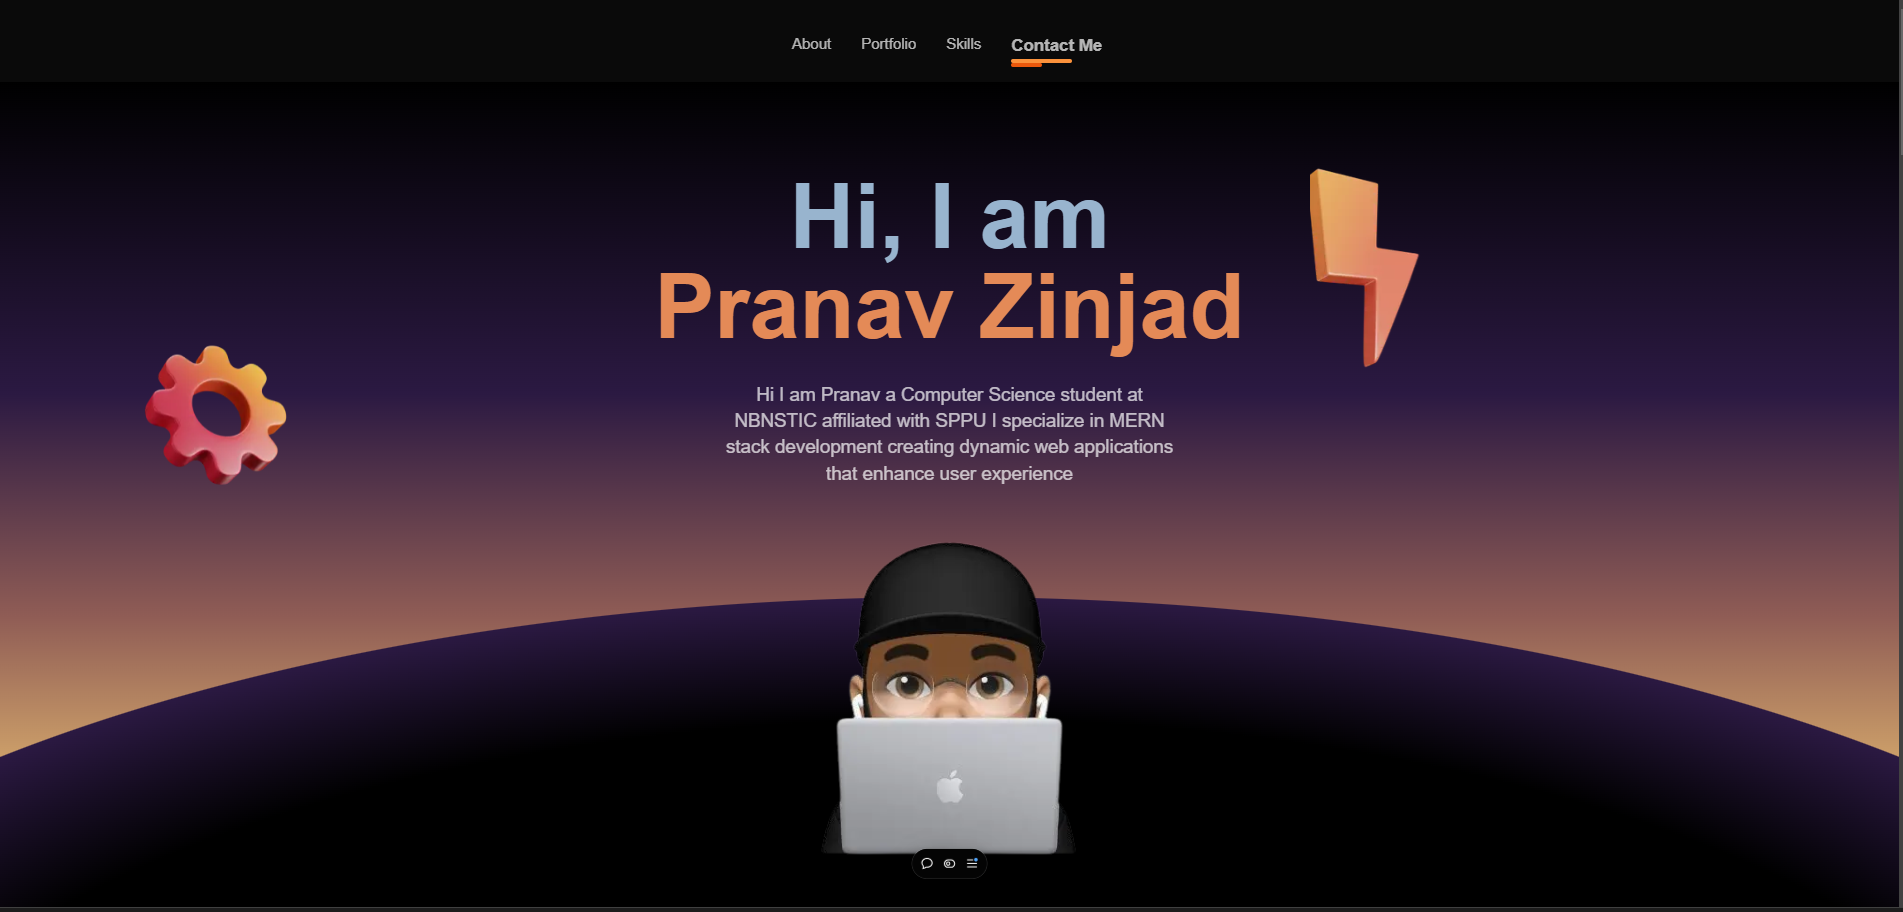 About Portfolio Skills Contact Me
Hi, I am
Pranav Zinjad
Hi I am Pranav a Computer Science student at
NBNSTIC affiliated with SPPU I specialize in MERN
stack development creating dynamic web applications
that enhance user experience